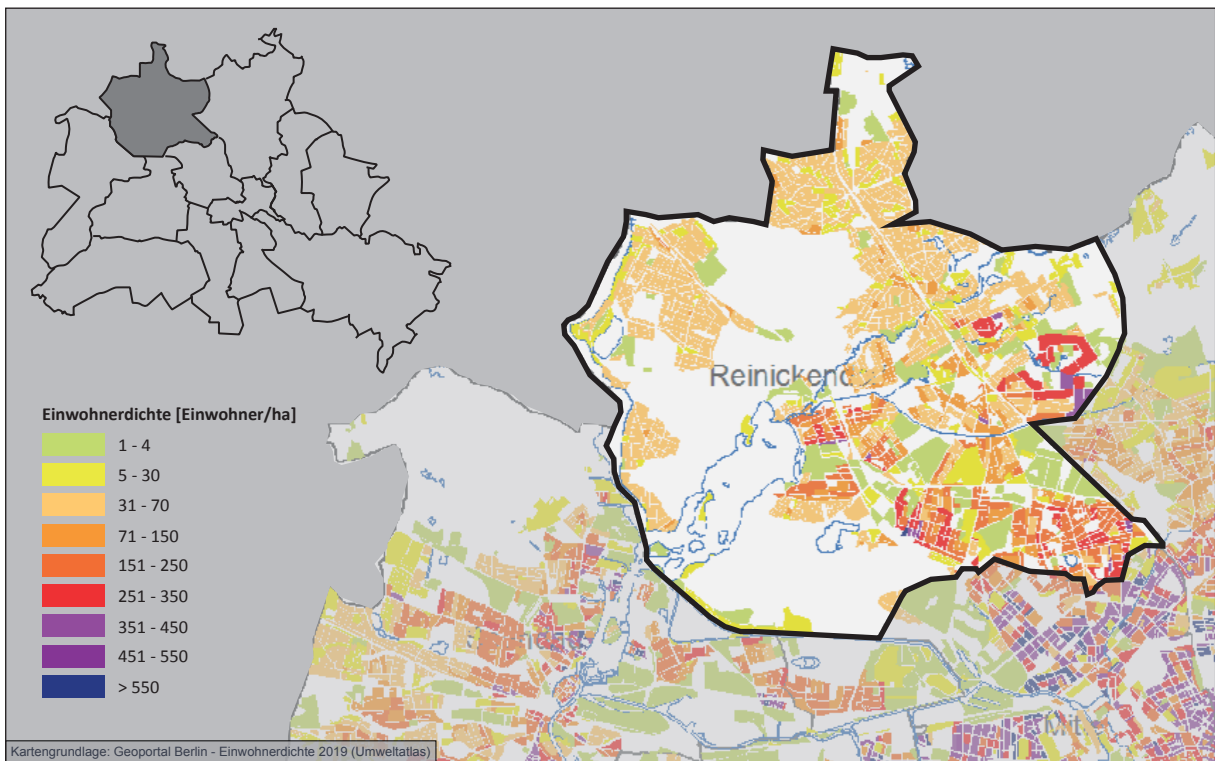 Reinickendorf
Einwohnerdichte [Einwohner/ha]
1 - 4
5 - 30
31 - 70
71 - 150
151 - 250
251 - 350
351 - 450
451 - 550
> 550
Kartengrundlage: Geoportal Berlin - Einwohnerdichte 2019 (Umweltatlas)